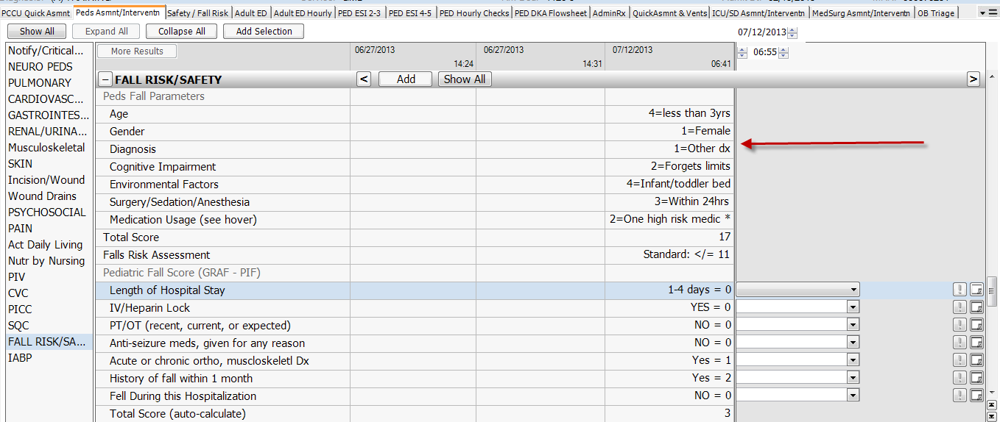 PCCU Quick Asmnt Peds Asmnt/Interventn Safety / Fall Risk Adult ED Adult ED Hourly PED ESI 2-3 PED ESI 4-5 PED Hourly Checks PED DKA Flowsheet AdminRx QuickAsmnt & Vents ICU/SD Asmnt/Interventn MedSurg Asmnt/Interventn OB Triage
Show All Expand All Collapse All Add Selection 07/12/2013
More Results 06/27/2013 06/27/2013 07/12/2013 06:55
14:24 14:31 06:41
Notify/Critical...
NEURO PEDS
PULMONARY
CARDIOVASC...
GASTROINTES...
RENAL/URINA...
Musculoskeletal
SKIN
Incision/Wound
Wound Drains
PSYCHOSOCIAL
PAIN
Act Daily Living
Nutr by Nursing
PIV
CVC
PICC
SQC
FALL RISK/SA...
IABP
− FALL RISK/SAFETY < Add Show All >
Peds Fall Parameters
Age 4=less than 3yrs
Gender 1=Female
Diagnosis 1=Other dx
Cognitive Impairment 2=Forgets limits
Environmental Factors 4=Infant/toddler bed
Surgery/Sedation/Anesthesia 3=Within 24hrs
Medication Usage (see hover) 2=One high risk medic *
Total Score 17
Falls Risk Assessment Standard: </= 11
Pediatric Fall Score (GRAF - PIF)
Length of Hospital Stay 1-4 days = 0
IV/Heparin Lock YES = 0
PT/OT (recent, current, or expected) NO = 0
Anti-seizure meds, given for any reason NO = 0
Acute or chronic ortho, muscloskeletl Dx Yes = 1
History of fall within 1 month Yes = 2
Fell During this Hospitalization NO = 0
Total Score (auto-calculate) 3